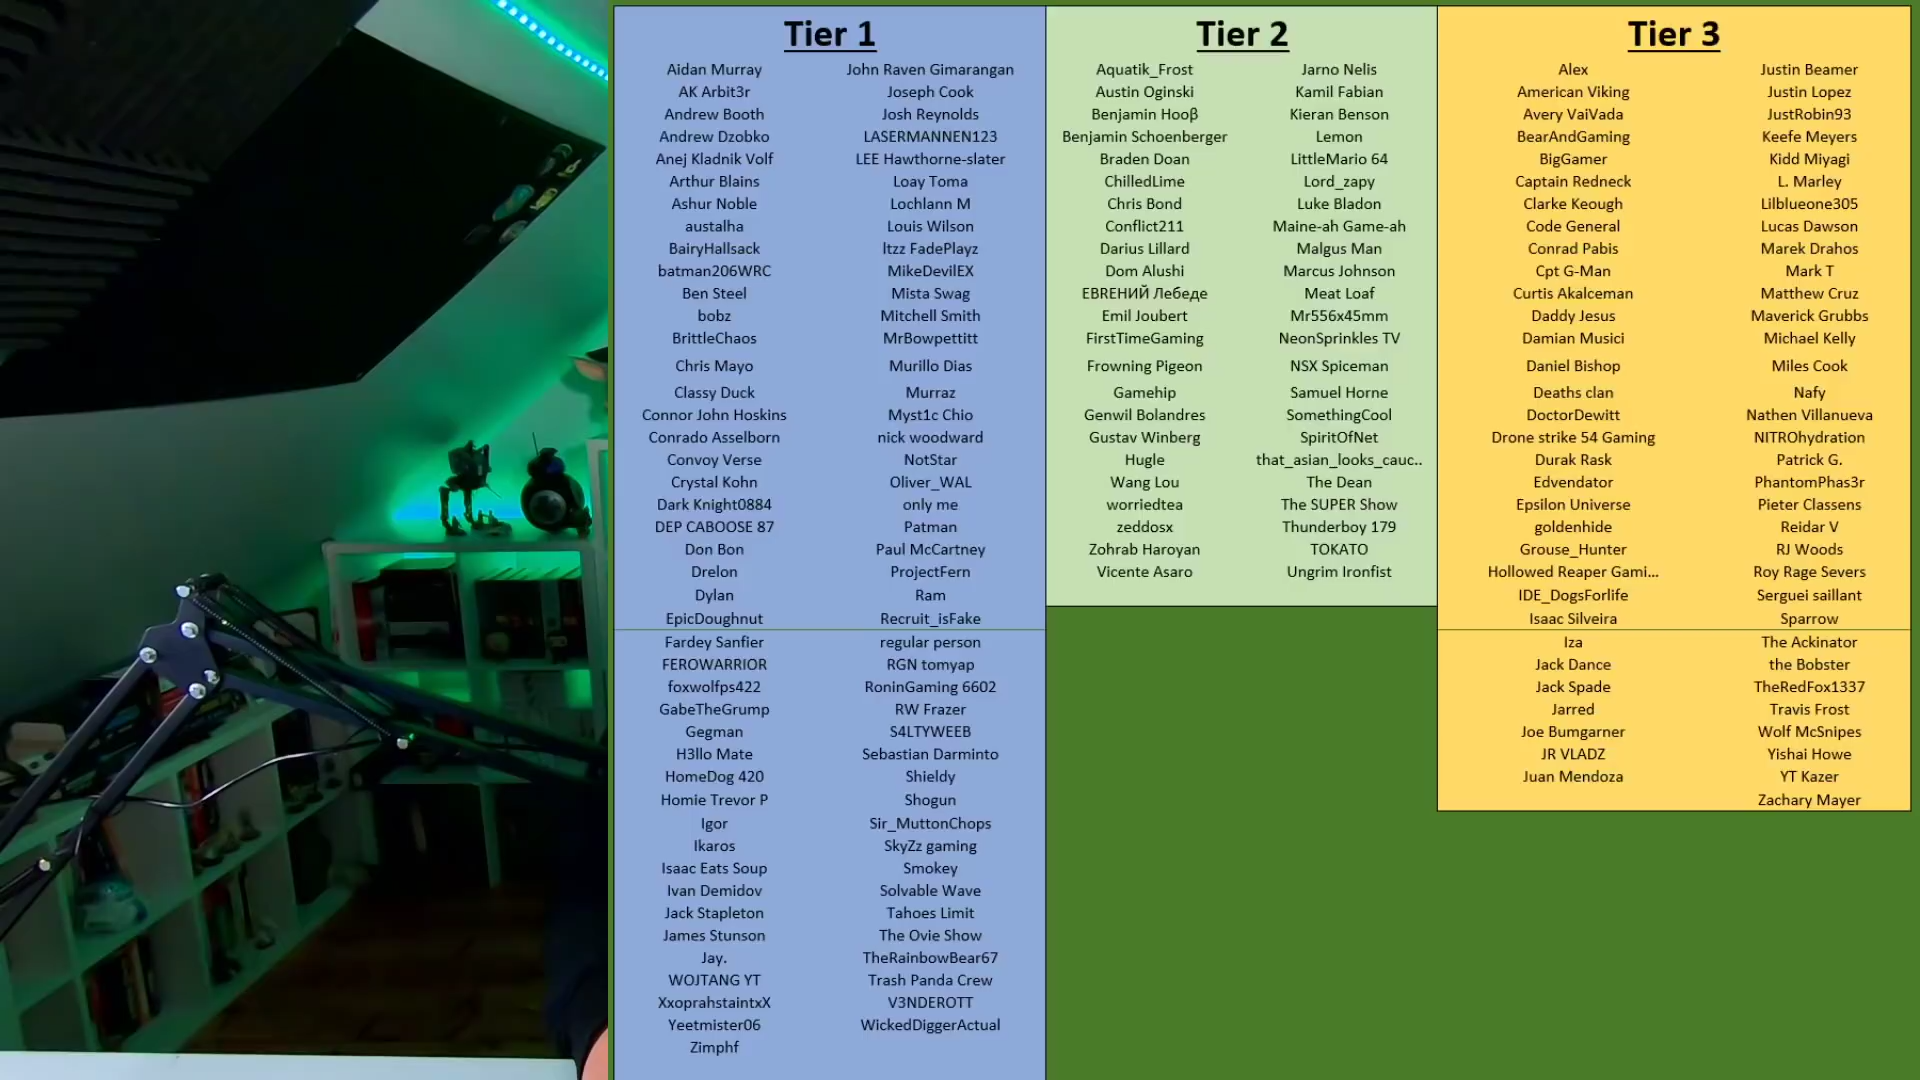 Tier 1
Aidan Murray
AK Arbit3r
Andrew Booth
Andrew Dzobko
Anej Kladnik Volf
Arthur Blains
Ashur Noble
austalha
BairyHallsack
batman206WRC
Ben Steel
bobz
BrittleChaos
Chris Mayo
Classy Duck
Connor John Hoskins
Conrado Asselborn
Convoy Verse
Crystal Kohn
Dark Knight0884
DEP CABOOSE 87
Don Bon
Drelon
Dylan
EpicDoughnut
Fardey Sanfier
FEROWARRIOR
foxwolfps422
GabeTheGrump
Gegman
H3llo Mate
HomeDog 420
Homie Trevor P
Igor
Ikaros
Isaac Eats Soup
Ivan Demidov
Jack Stapleton
James Stunson
Jay.
WOJTANG YT
XxoprahstaintxX
Yeetmister06
Zimphf
John Raven Gimarangan
Joseph Cook
Josh Reynolds
LASERMANNEN123
LEE Hawthorne-slater
Loay Toma
Lochlann M
Louis Wilson
ltzz FadePlayz
MikeDevilEX
Mista Swag
Mitchell Smith
MrBowpettitt
Murillo Dias
Murraz
Myst1c Chio
nick woodward
NotStar
Oliver_WAL
only me
Patman
Paul McCartney
ProjectFern
Ram
Recruit_isFake
regular person
RGN tomyap
RoninGaming 6602
RW Frazer
S4LTYWEEB
Sebastian Darminto
Shieldy
Shogun
Sir_MuttonChops
SkyZz gaming
Smokey
Solvable Wave
Tahoes Limit
The Ovie Show
TheRainbowBear67
Trash Panda Crew
V3NDEROTT
WickedDiggerActual
Tier 2
Aquatik_Frost
Austin Oginski
Benjamin Hooβ
Benjamin Schoenberger
Braden Doan
ChilledLime
Chris Bond
Conflict211
Darius Lillard
Dom Alushi
ЕВRЕНИЙ Лебеде
Emil Joubert
FirstTimeGaming
Frowning Pigeon
Gamehip
Genwil Bolandres
Gustav Winberg
Hugle
Wang Lou
worriedtea
zeddosx
Zohrab Haroyan
Vicente Asaro
Jarno Nelis
Kamil Fabian
Kieran Benson
Lemon
LittleMario 64
Lord_zapy
Luke Bladon
Maine-ah Game-ah
Malgus Man
Marcus Johnson
Meat Loaf
Mr556x45mm
NeonSprinkles TV
NSX Spiceman
Samuel Horne
SomethingCool
SpiritOfNet
that_asian_looks_cauc..
The Dean
The SUPER Show
Thunderboy 179
TOKATO
Ungrim Ironfist
Tier 3
Alex
American Viking
Avery VaiVada
BearAndGaming
BigGamer
Captain Redneck
Clarke Keough
Code General
Conrad Pabis
Cpt G-Man
Curtis Akalceman
Daddy Jesus
Damian Musici
Daniel Bishop
Deaths clan
DoctorDewitt
Drone strike 54 Gaming
Durak Rask
Edvendator
Epsilon Universe
goldenhide
Grouse_Hunter
Hollowed Reaper Gami...
IDE_DogsForlife
Isaac Silveira
Iza
Jack Dance
Jack Spade
Jarred
Joe Bumgarner
JR VLADZ
Juan Mendoza
Justin Beamer
Justin Lopez
JustRobin93
Keefe Meyers
Kidd Miyagi
L. Marley
Lilblueone305
Lucas Dawson
Marek Drahos
Mark T
Matthew Cruz
Maverick Grubbs
Michael Kelly
Miles Cook
Nafy
Nathen Villanueva
NITROhydration
Patrick G.
PhantomPhas3r
Pieter Classens
Reidar V
RJ Woods
Roy Rage Severs
Serguei saillant
Sparrow
The Ackinator
the Bobster
TheRedFox1337
Travis Frost
Wolf McSnipes
Yishai Howe
YT Kazer
Zachary Mayer